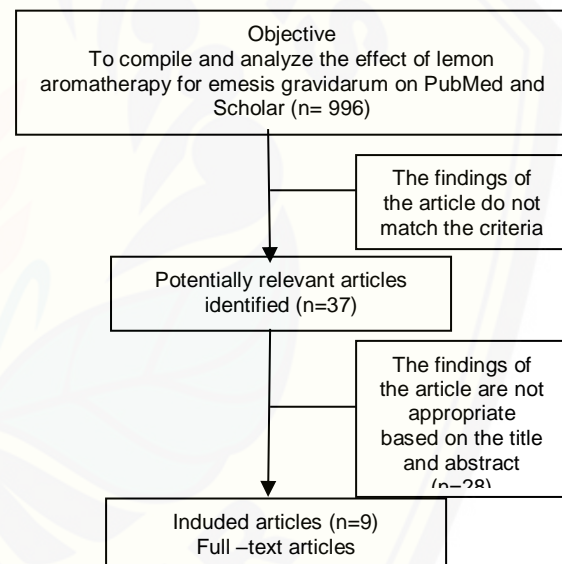 Objective
To compile and analyze the effect of lemon
aromatherapy for emesis gravidarum on PubMed and
Scholar (n= 996)
The findings of
the article do not
match the criteria
Potentially relevant articles
identified (n=37)
The findings of
the article are not
appropriate
based on the title
and abstract
(n=28)
Induded articles (n=9)
Full –text articles